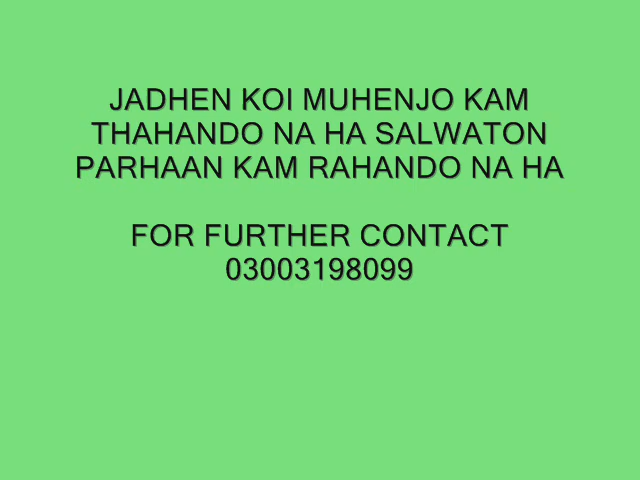 JADHEN KOI MUHENJO KAM
THAHANDO NA HA SALWATON
PARHAAN KAM RAHANDO NA HA
FOR FURTHER CONTACT
03003198099